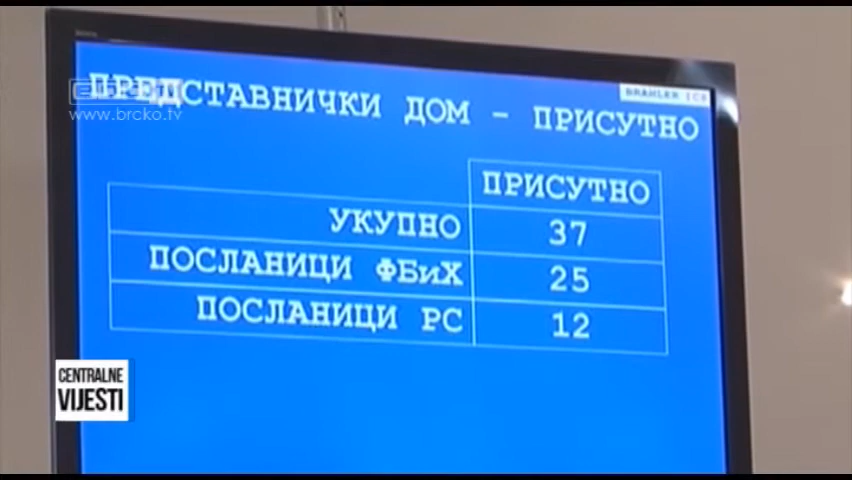 BRAHLER ICS
ПРЕДСТАВНИЧКИ ДОМ - ПРИСУТНО
www.brcko.tv
ПРИСУТНО
УКУПНО 37
ПОСЛАНИЦИ ФБиХ 25
ПОСЛАНИЦИ РС 12
CENTRALNE
VIJESTI